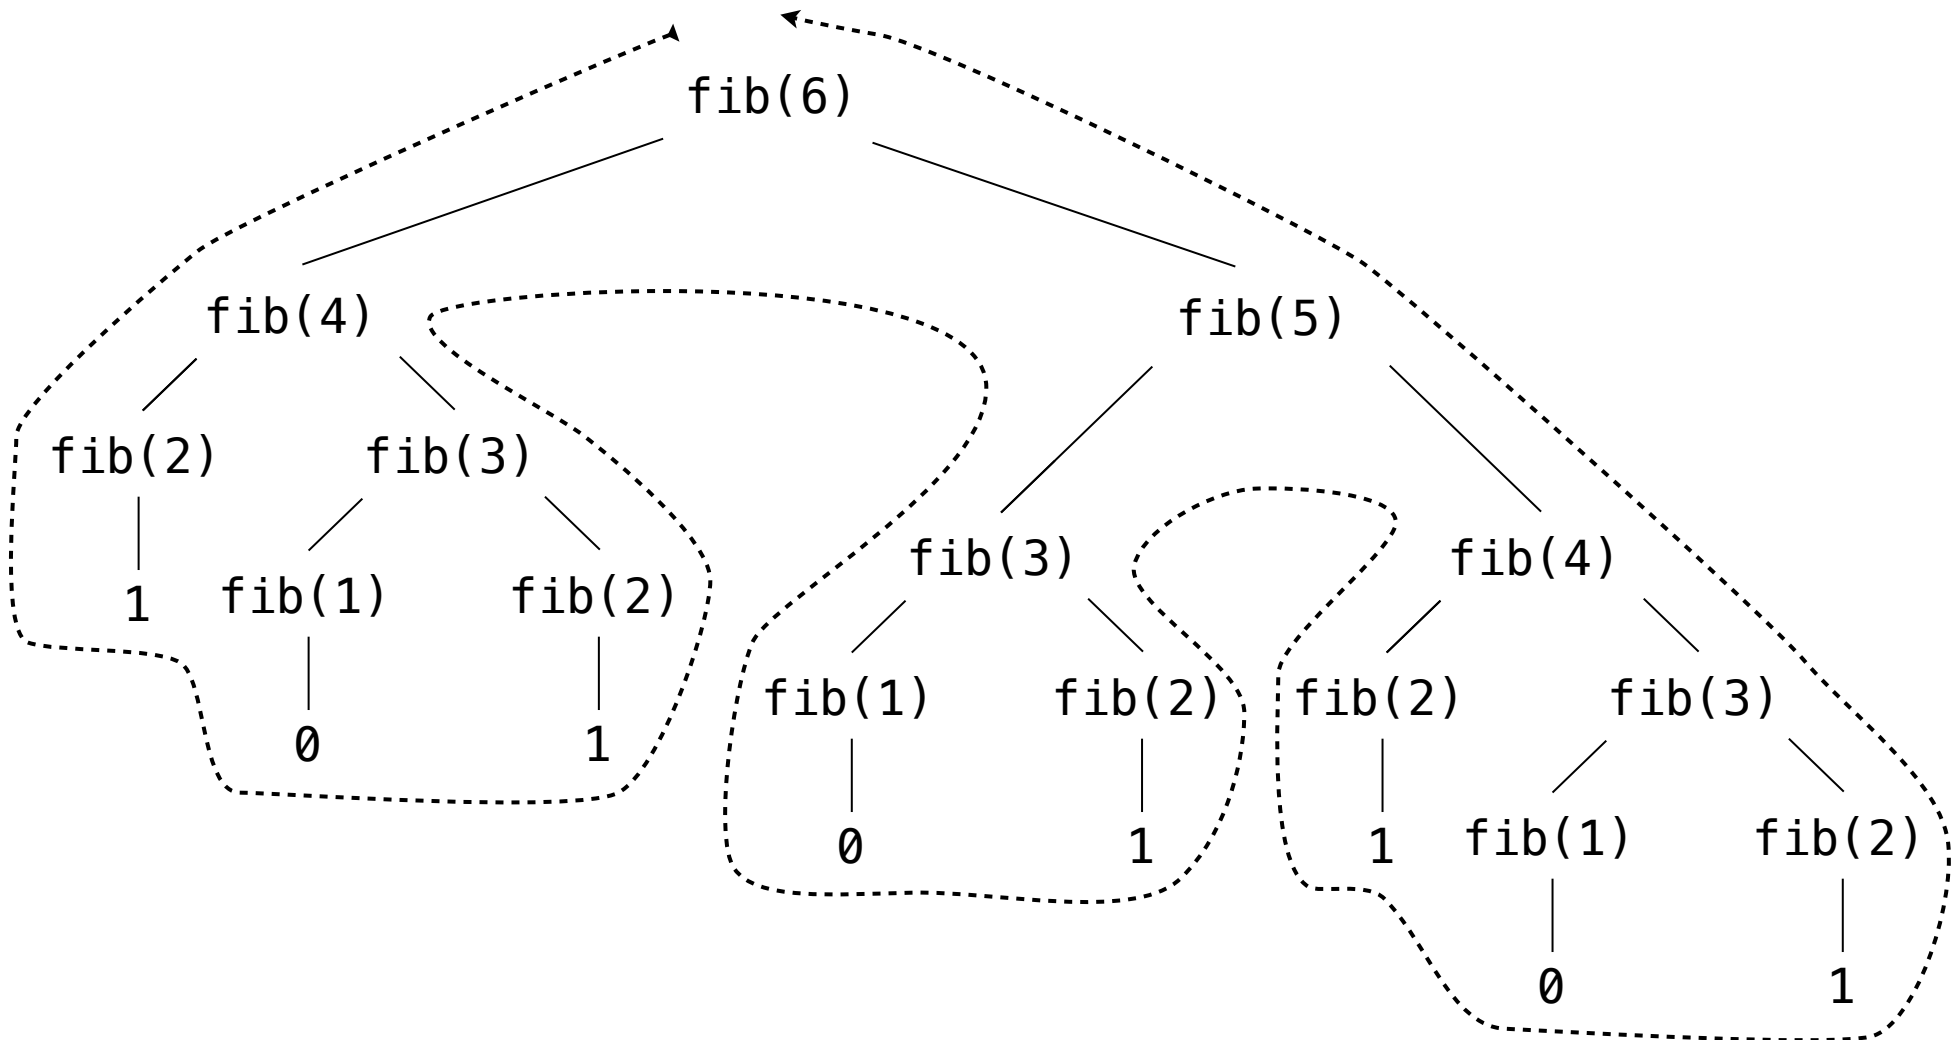 fib(6)
fib(4) fib(5)
fib(2) fib(3)
fib(3) fib(4)
1 fib(1) fib(2)
fib(1) fib(2) fib(2) fib(3)
0 1
0 1 1 fib(1) fib(2)
0 1